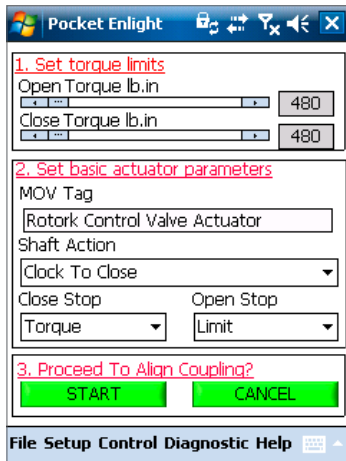 Pocket Enlight
1. Set torque limits
Open Torque lb.in
480
Close Torque lb.in
480
2. Set basic actuator parameters
MOV Tag
Rotork Control Valve Actuator
Shaft Action
Clock To Close
Close Stop Open Stop
Torque Limit
3. Proceed To Align Coupling?
START CANCEL
File Setup Control Diagnostic Help